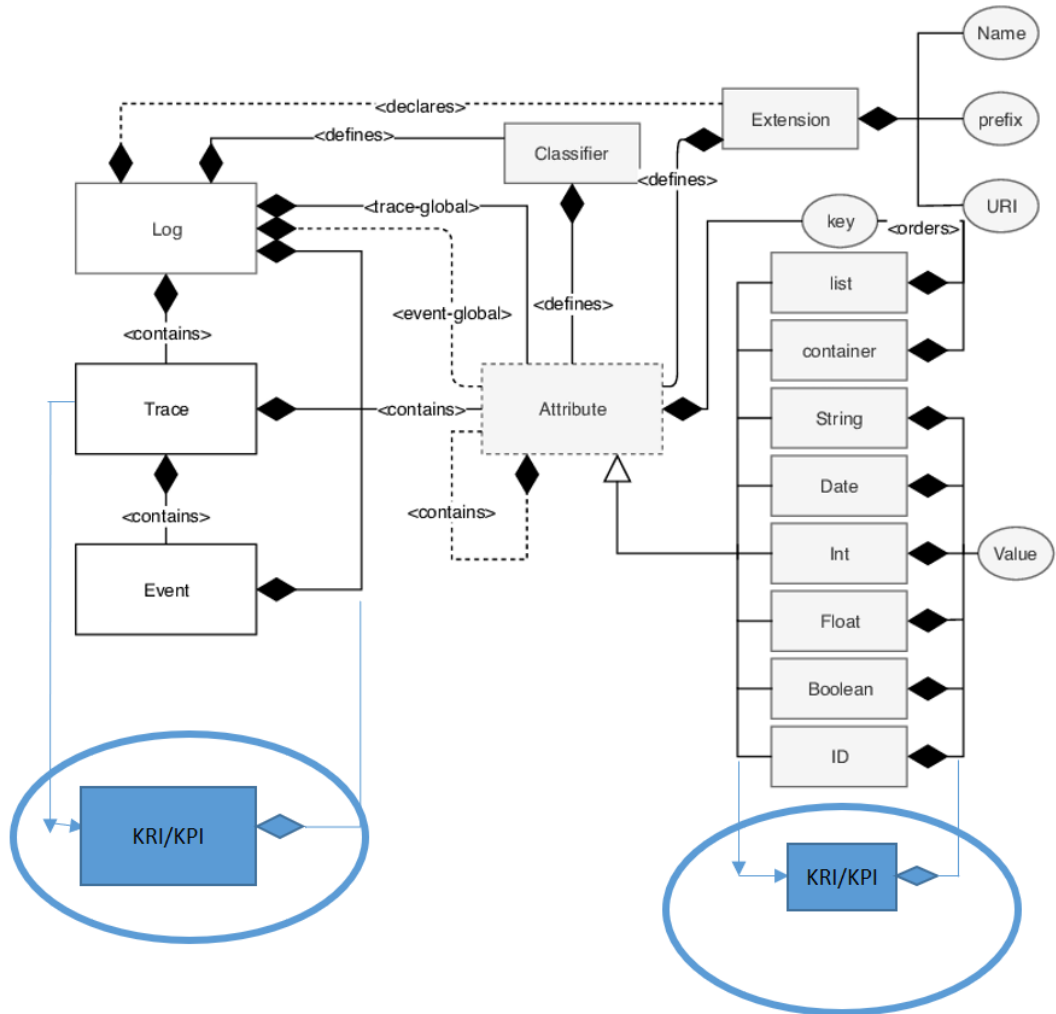 Name
<declares>
Extension
prefix
<defines>
Classifier
<defines>
URI
Log
<trace-global>
key
<orders>
list
<event-global>
<defines>
<contains>
container
Trace
<contains>
Attribute
String
Date
<contains>
<contains>
Int
Value
Event
Float
Boolean
ID
KRI/KPI
KRI/KPI